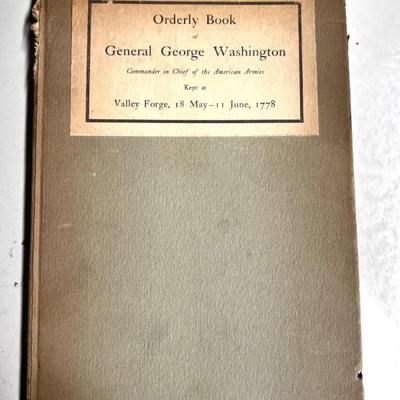 Orderly Book
of
General George Washington
Commander in Chief of the American Armies
Kept at
Valley Forge, 18 May–11 June, 1778